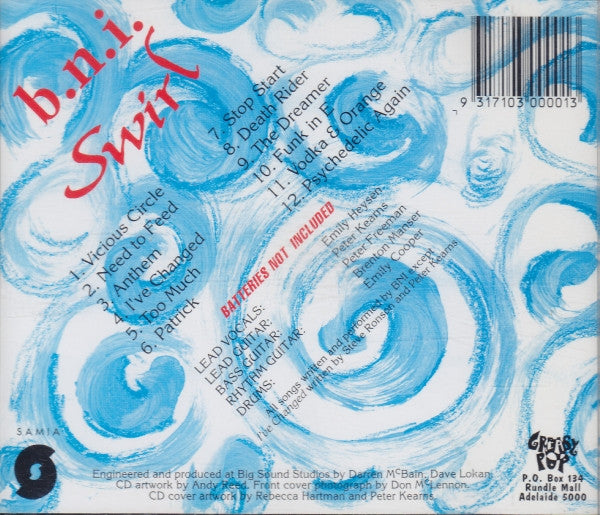 b.n.i.
Swirl
1. Vicious Circle
2. Need to Feed
3. Anthem
4. I've Changed
5. Too Much
6. Patrick
7. Stop Start
8. Death Rider
9. The Dreamer
10. Funk in E
11. Vodka & Orange
12. Psychedelic Again
9 317103 000013
BATTERIES NOT INCLUDED
LEAD VOCALS: Emily Heysen
LEAD GUITAR: Peter Kearns
BASS GUITAR: Peter Freeman
RHYTHM GUITAR: Brenton Manser
DRUMS: Emily Cooper
All songs written and performed by BNI except
I've Changed written by Steve Ronson and Peter Kearns
SAMIA
Engineered and produced at Big Sound Studios by Darren McBain, Dave Lokan.
CD artwork by Andy Reed. Front cover photography by Don McLennon.
CD cover artwork by Rebecca Hartman and Peter Kearns.
POP
P.O. Box 134
Rundle Mall
Adelaide 5000